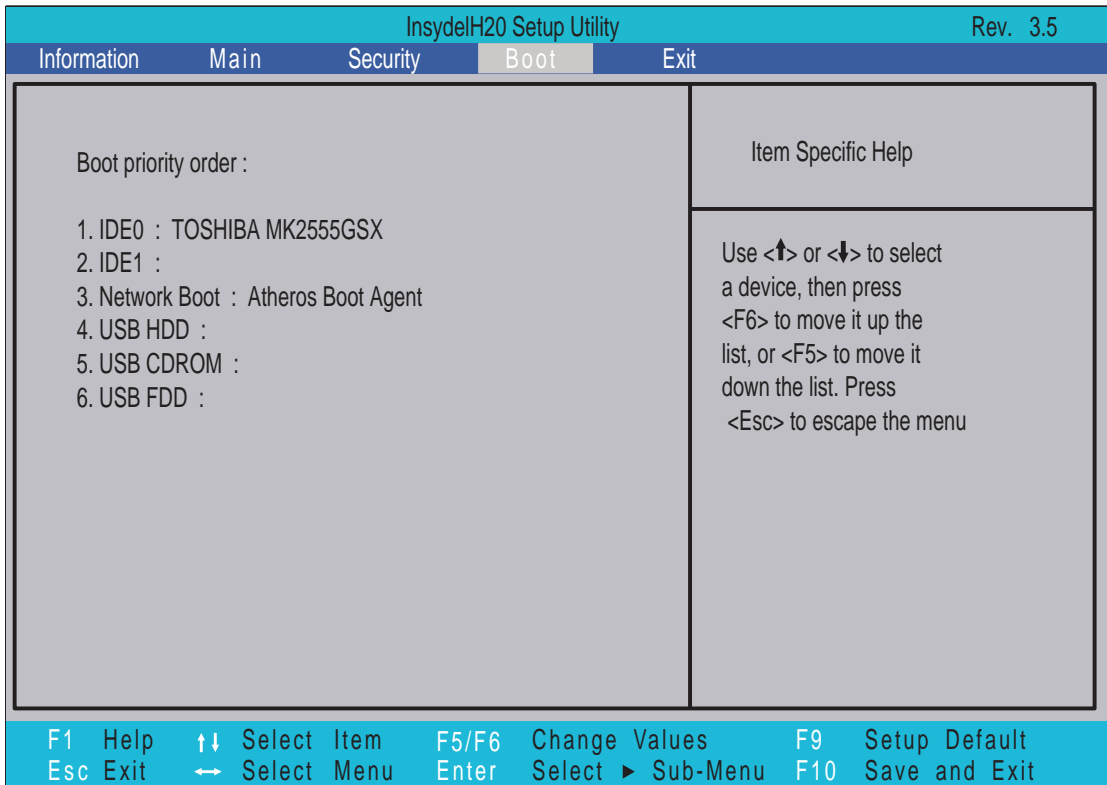 InsydelH20 Setup Utility Rev. 3.5
Information Main Security Boot Exit
Boot priority order :
1. IDE0 : TOSHIBA MK2555GSX
2. IDE1 :
3. Network Boot : Atheros Boot Agent
4. USB HDD :
5. USB CDROM :
6. USB FDD :
Item Specific Help
Use <↑> or <↓> to select
a device, then press
<F6> to move it up the
list, or <F5> to move it
down the list. Press
<Esc> to escape the menu
F1 Help ↑↓ Select Item F5/F6 Change Values F9 Setup Default
Esc Exit ↔ Select Menu Enter Select ► Sub-Menu F10 Save and Exit